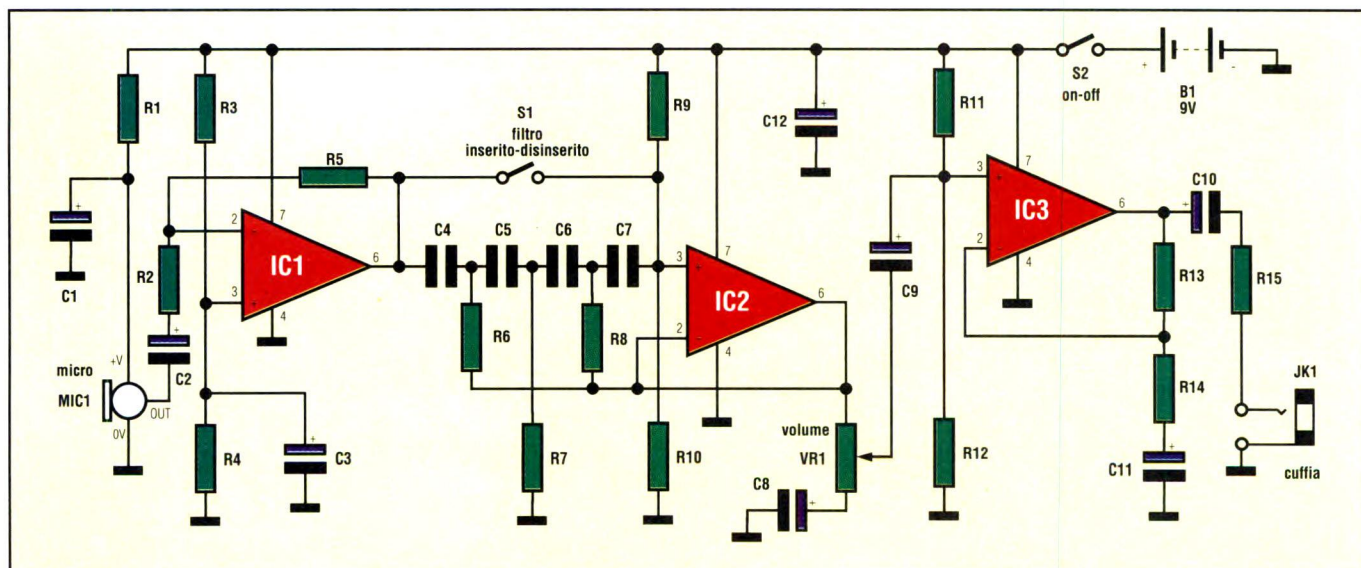 R1
R3
R9
R11
S2
on-off
+
-
B1
9V
C12
+
S1
filtro
inserito-disinserito
R5
7
7
7
+
C1
2
-
IC1
6
3
+
4
R2
+
C2
C4
C5
C6
C7
3
+
IC2
6
2
-
4
+
C9
3
+
IC3
6
2
-
4
C10
+
R13
R15
R6
R8
micro
MIC1
+V
OUT
0V
R4
+
C3
R7
R10
volume
VR1
C8
+
R12
R14
+
C11
JK1
cuffia